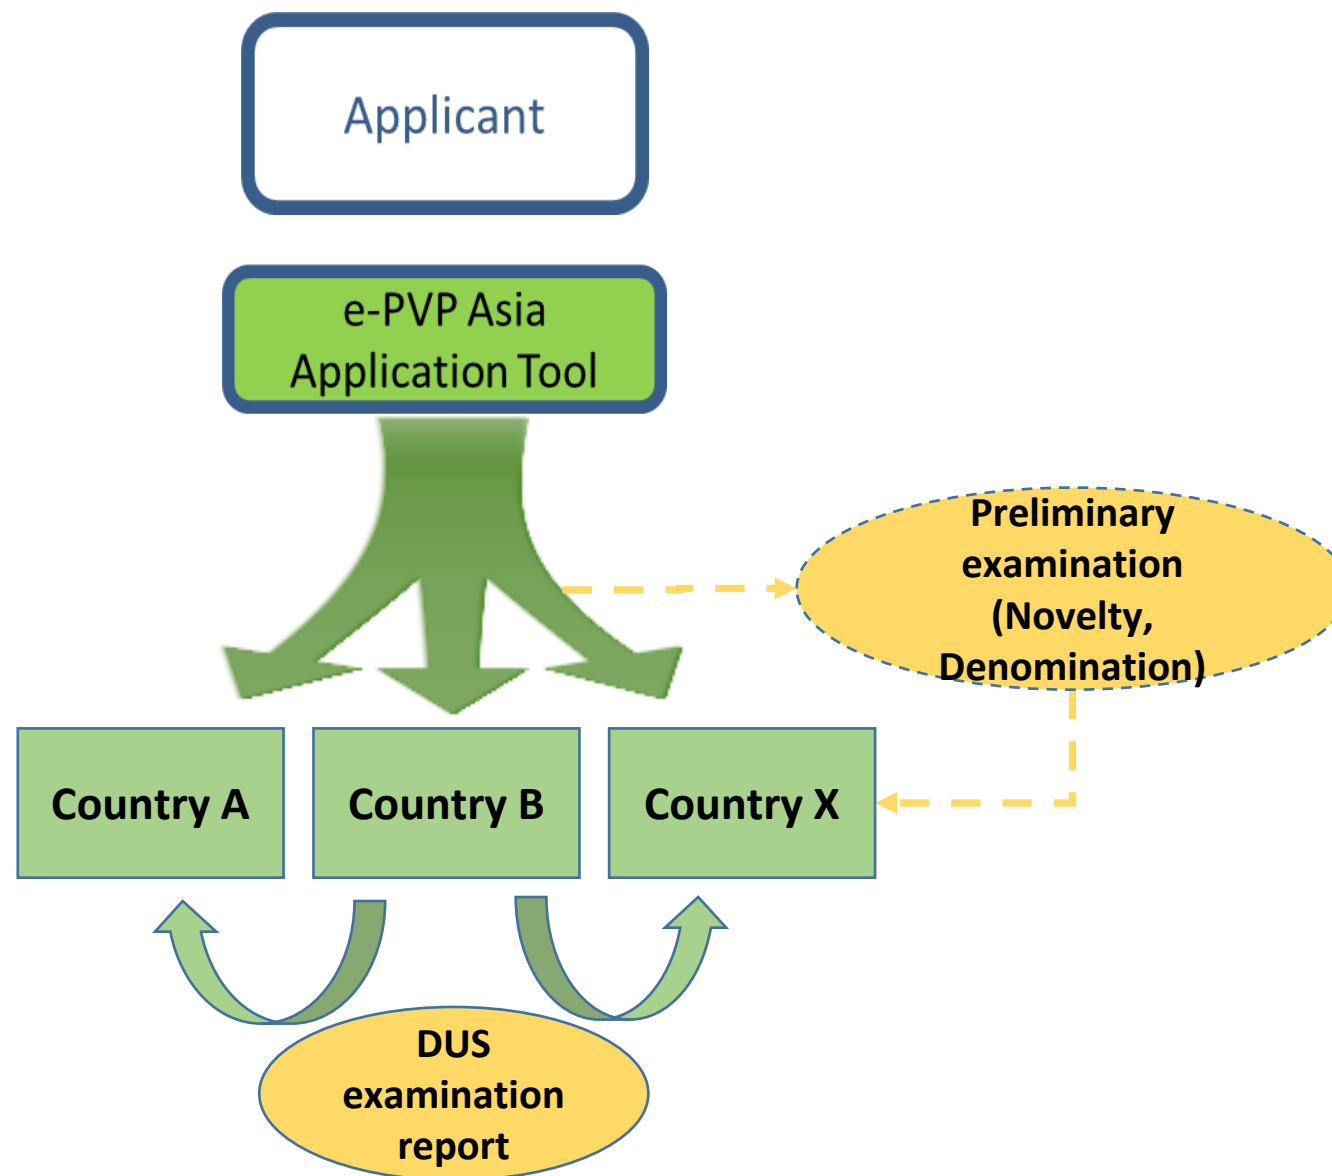 Applicant
e-PVP Asia
Application Tool
Preliminary
examination
(Novelty,
Denomination)
Country A
Country B
Country X
DUS
examination
report